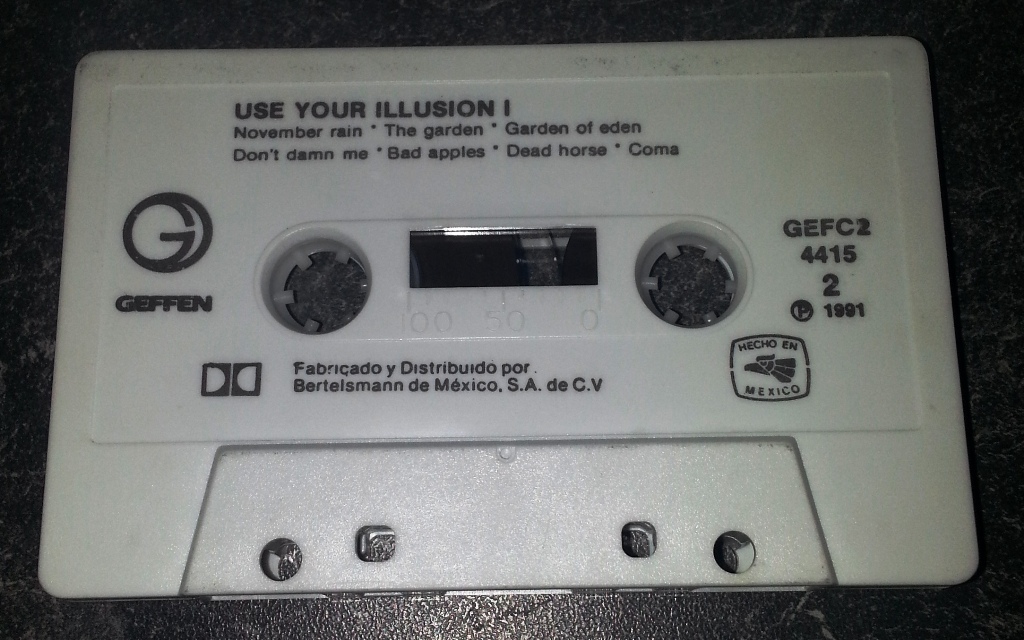 USE YOUR ILLUSION I
November rain * The garden * Garden of eden
Don't damn me * Bad apples * Dead horse * Coma
G
GEFFEN
GEFC2
4415
2
Ⓟ 1991
100 50 0
Fabricado y Distribuido por
Bertelsmann de México, S.A. de C.V
HECHO EN
MEXICO